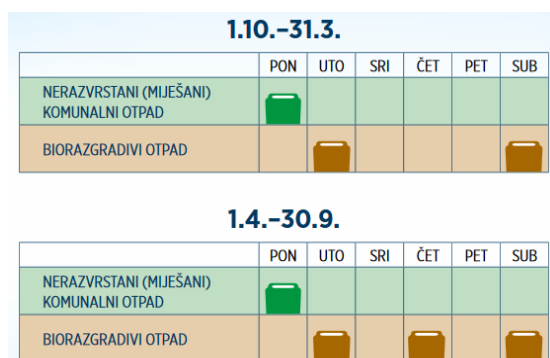 1.10.–31.3.
PON UTO SRI ČET PET SUB
NERAZVRSTANI (MIJEŠANI)
KOMUNALNI OTPAD
BIORAZGRADIVI OTPAD
1.4.–30.9.
PON UTO SRI ČET PET SUB
NERAZVRSTANI (MIJEŠANI)
KOMUNALNI OTPAD
BIORAZGRADIVI OTPAD